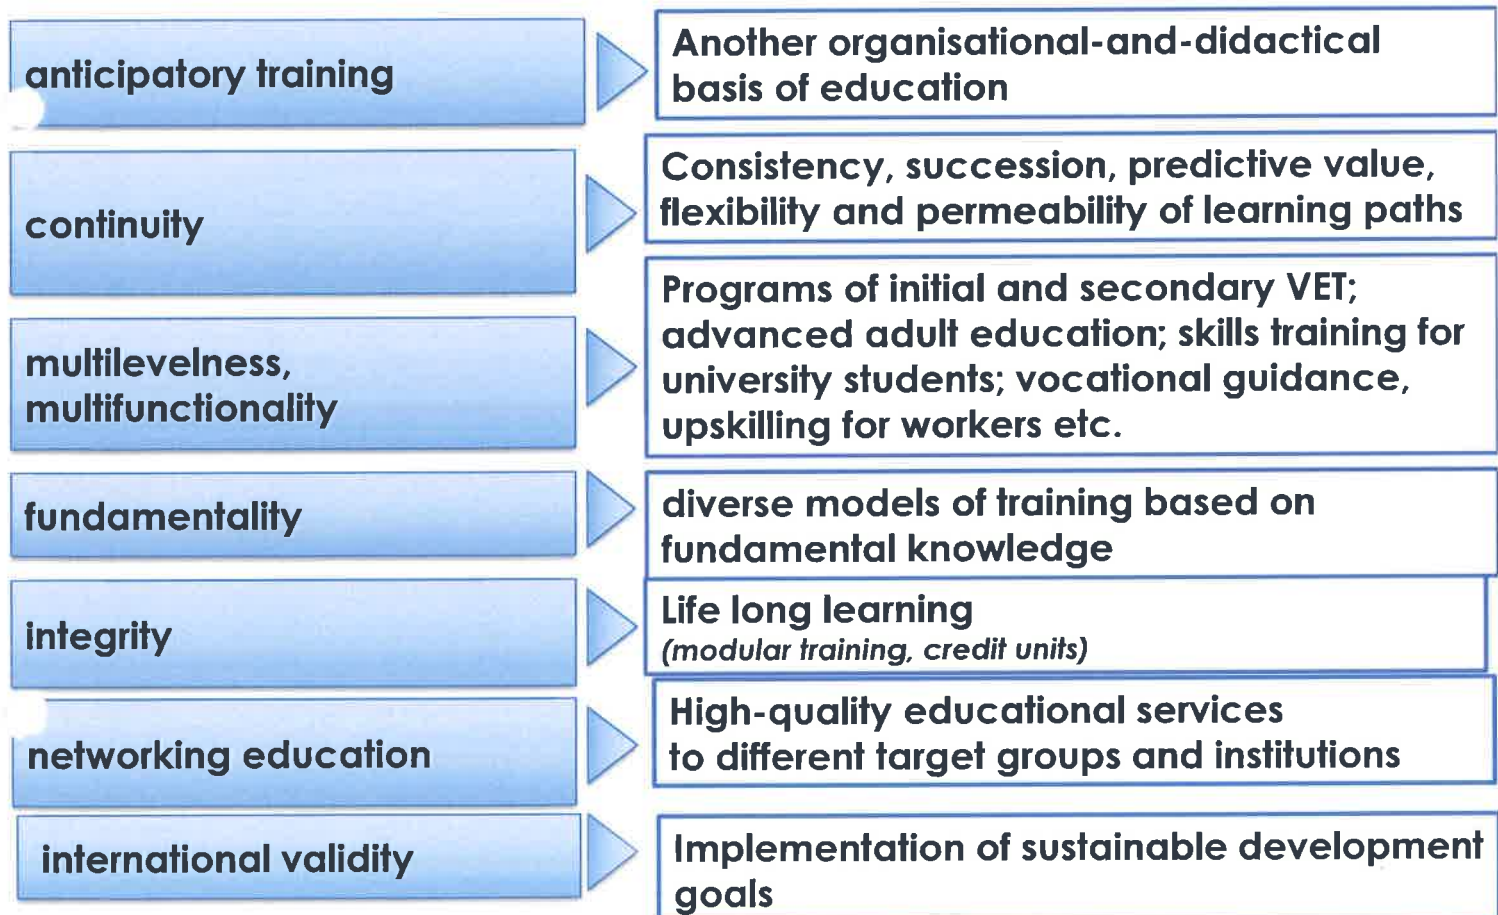 anticipatory training
Another organisational-and-didactical
basis of education
continuity
Consistency, succession, predictive value,
flexibility and permeability of learning paths
multilevelness,
multifunctionality
Programs of initial and secondary VET;
advanced adult education; skills training for
university students; vocational guidance,
upskilling for workers etc.
fundamentality
diverse models of training based on
fundamental knowledge
integrity
Life long learning
(modular training, credit units)
networking education
High-quality educational services
to different target groups and institutions
international validity
Implementation of sustainable development
goals